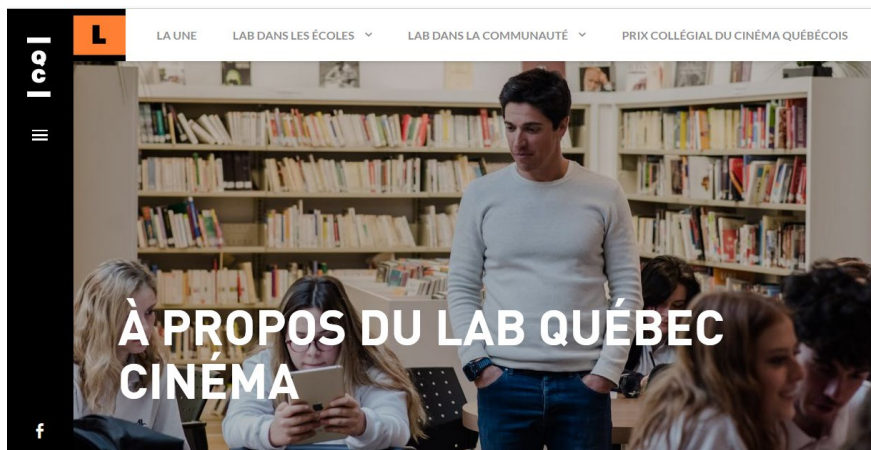 QC
L
LA UNE
LAB DANS LES ÉCOLES
LAB DANS LA COMMUNAUTÉ
PRIX COLLÉGIAL DU CINÉMA QUÉBÉCOIS
À PROPOS DU LAB QUÉBEC
CINÉMA
f